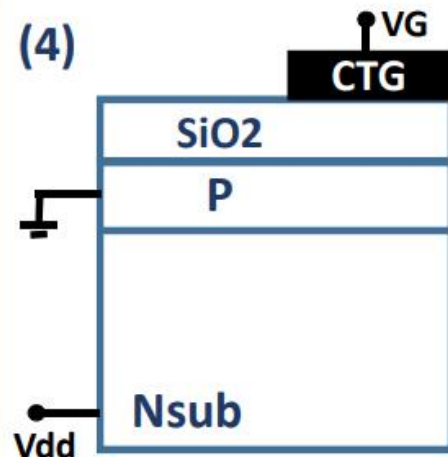 (4)
VG
CTG
SiO2
P
Nsub
Vdd